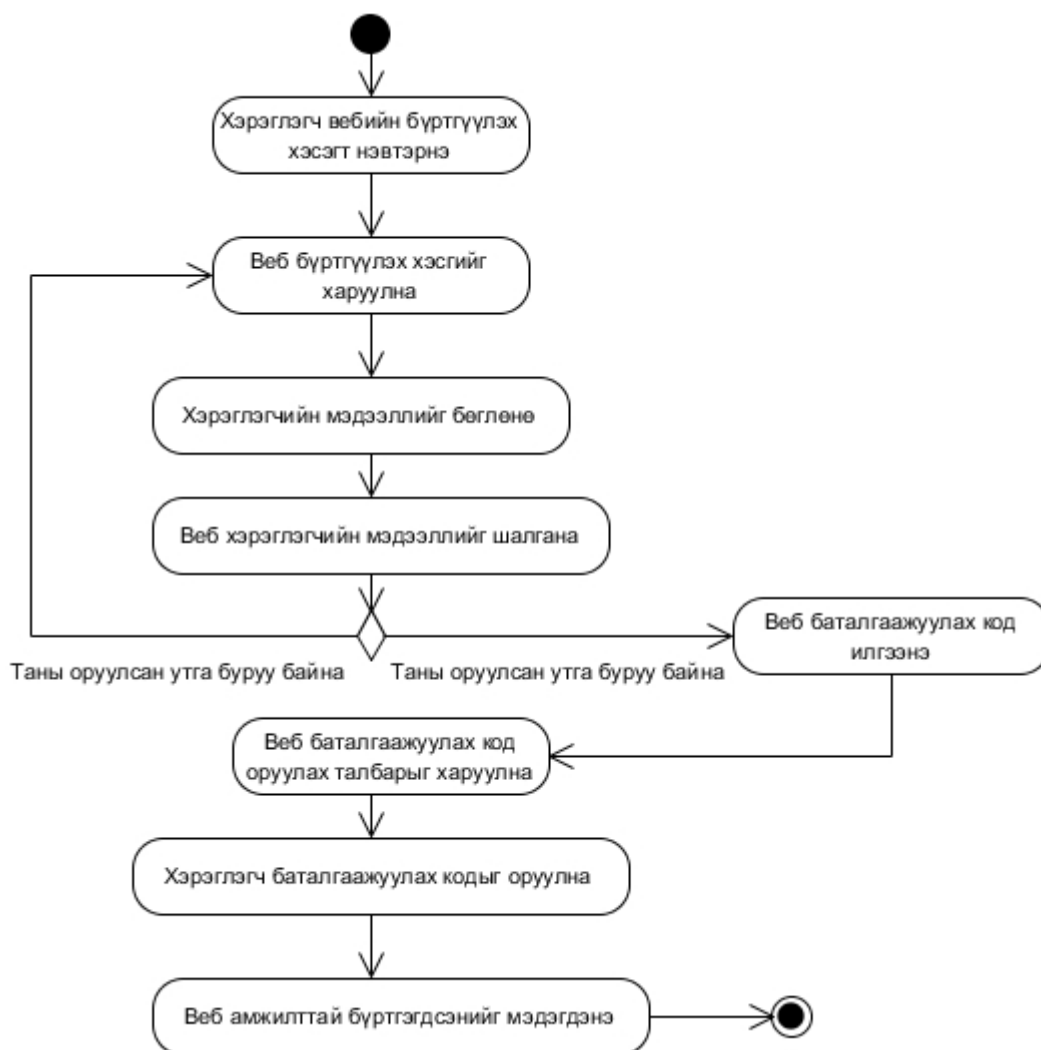 Хэрэглэгч вебийн бүртгүүлэх
хэсэгт нэвтэрнэ
Веб бүртгүүлэх хэсгийг
харуулна
Хэрэглэгчийн мэдээллийг бөглөнө
Веб хэрэглэгчийн мэдээллийг шалгана
Таны оруулсан утга буруу байна
Таны оруулсан утга буруу байна
Веб баталгаажуулах код
илгээнэ
Веб баталгаажуулах код
оруулах талбарыг харуулна
Хэрэглэгч баталгаажуулах кодыг оруулна
Веб амжилттай бүртгэгдсэнийг мэдэгдэнэ